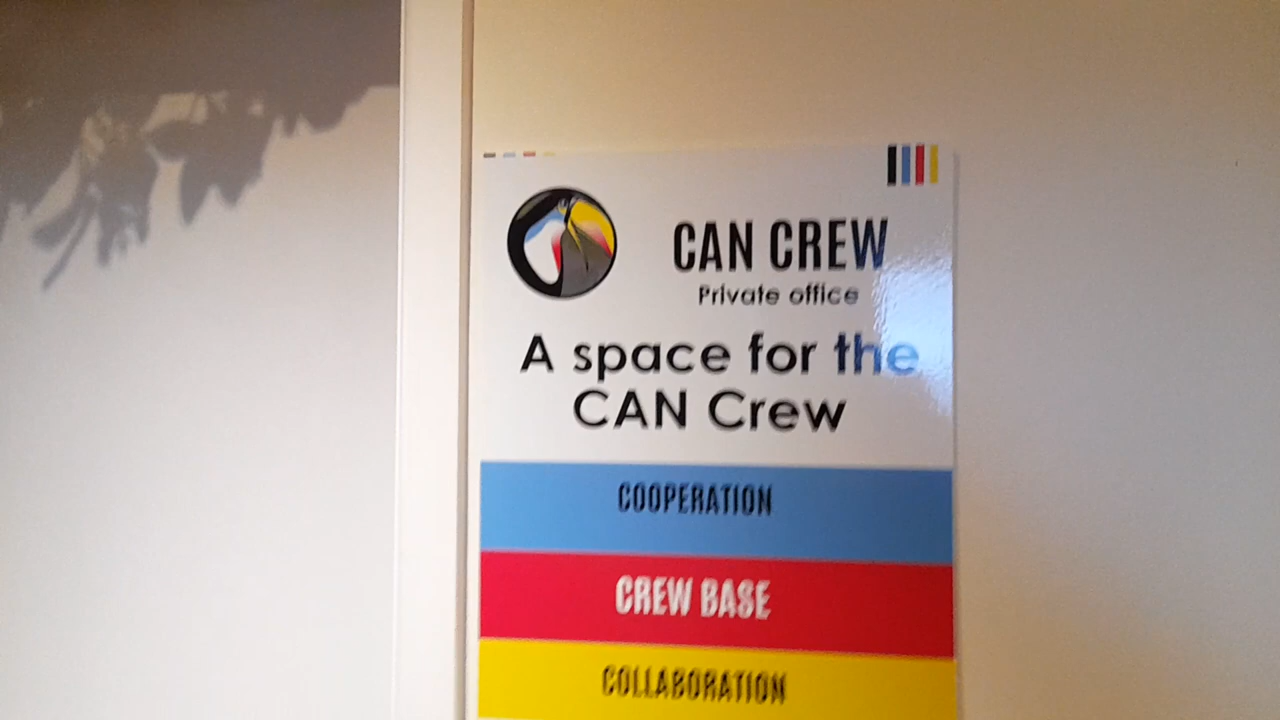 CAN CREW
Private office
A space for the
CAN Crew
COOPERATION
CREW BASE
COLLABORATION